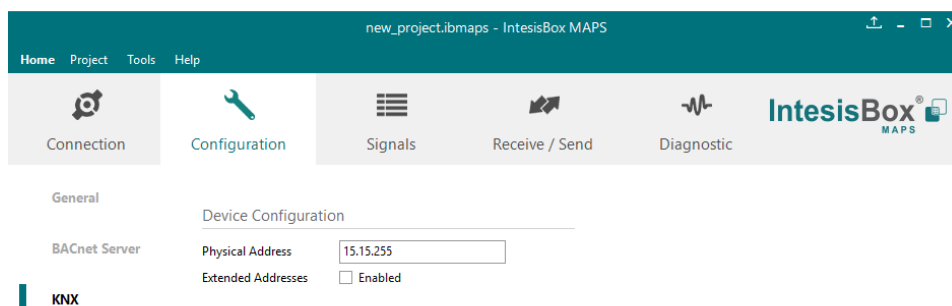 new_project.ibmaps - IntesisBox MAPS
Home Project Tools Help
Connection Configuration Signals Receive / Send Diagnostic IntesisBox® MAPS
General
Device Configuration
BACnet Server
Physical Address 15.15.255
Extended Addresses Enabled
KNX